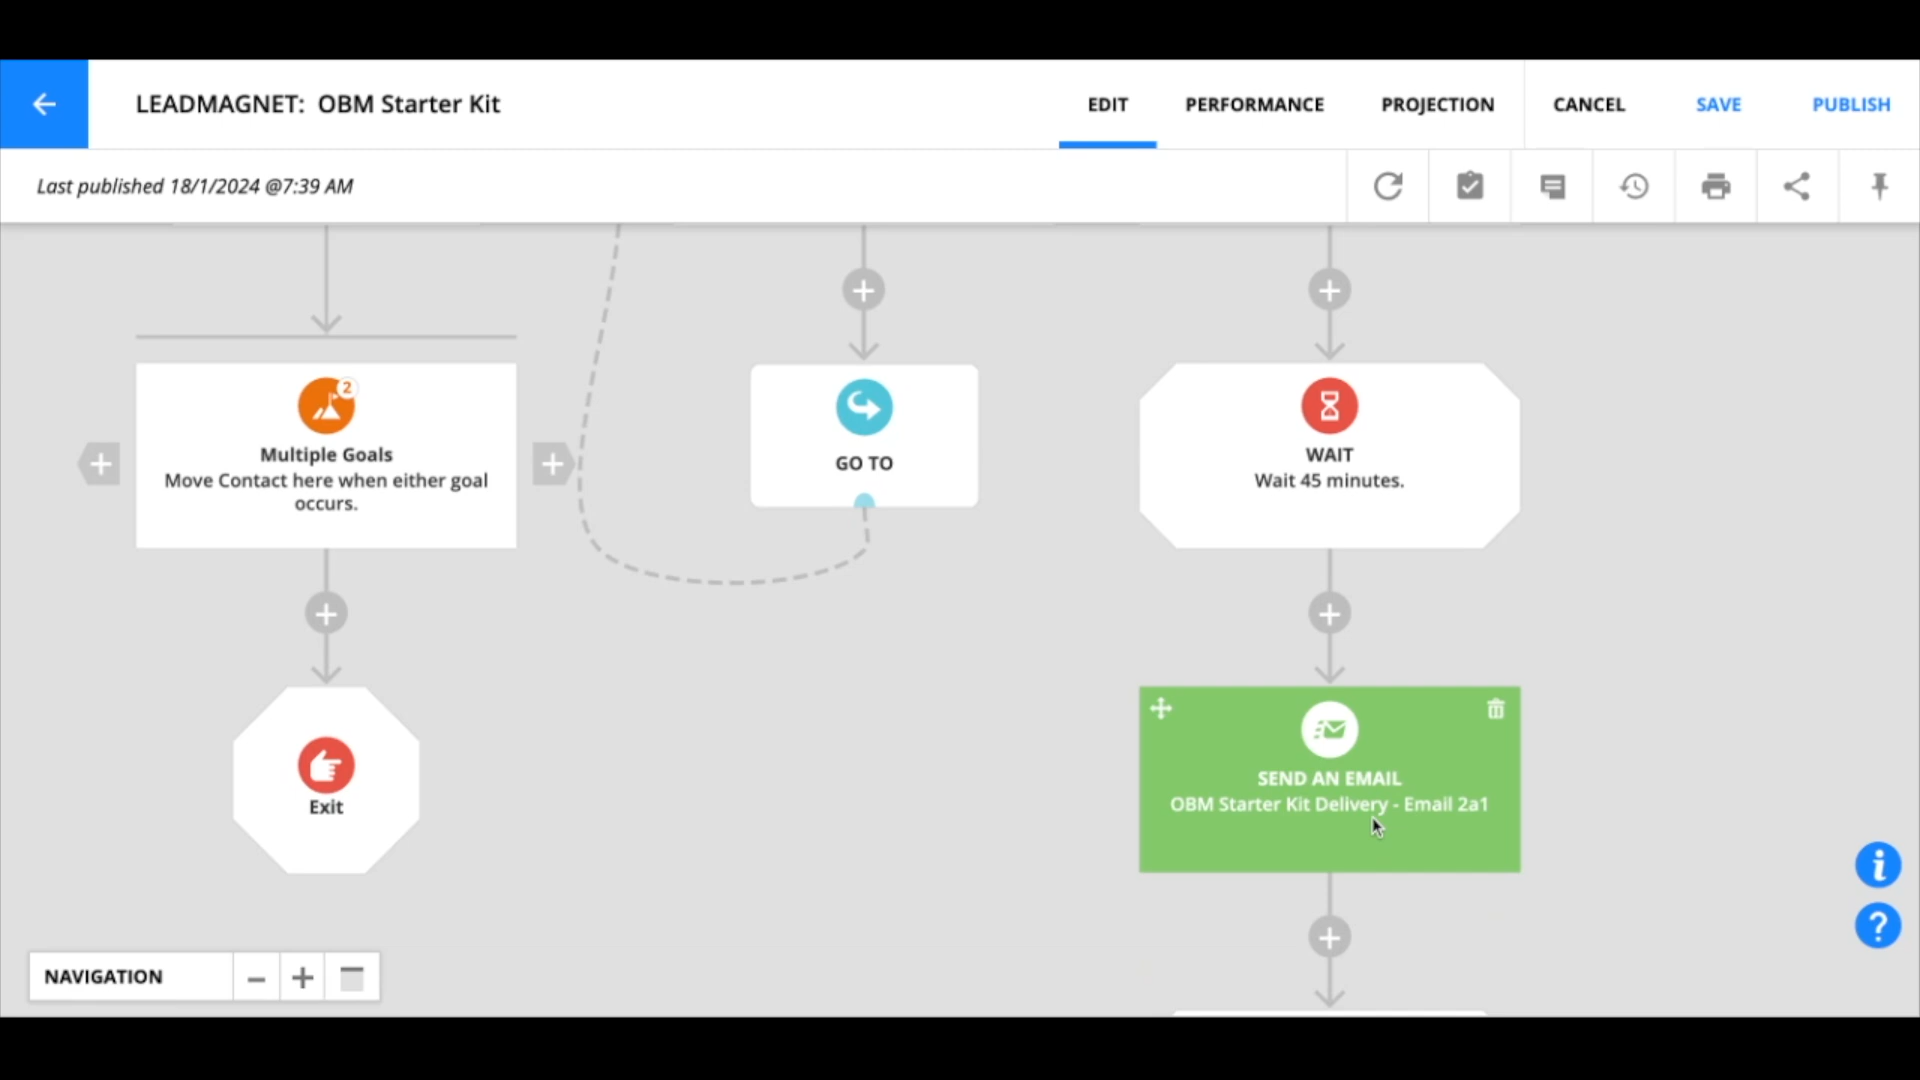 LEADMAGNET: OBM Starter Kit
EDIT
PERFORMANCE
PROJECTION
CANCEL
SAVE
PUBLISH
Last published 18/1/2024 @7:39 AM
2
Multiple Goals
Move Contact here when either goal
occurs.
GO TO
WAIT
Wait 45 minutes.
Exit
SEND AN EMAIL
OBM Starter Kit Delivery - Email 2a1
NAVIGATION